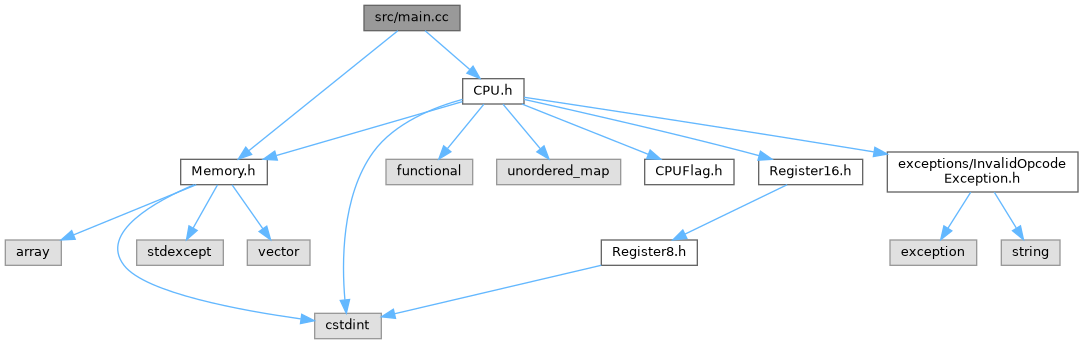 src/main.cc
CPU.h
Memory.h
functional
unordered_map
CPUFlag.h
Register16.h
exceptions/InvalidOpcode
Exception.h
array
stdexcept
vector
Register8.h
exception
string
cstdint